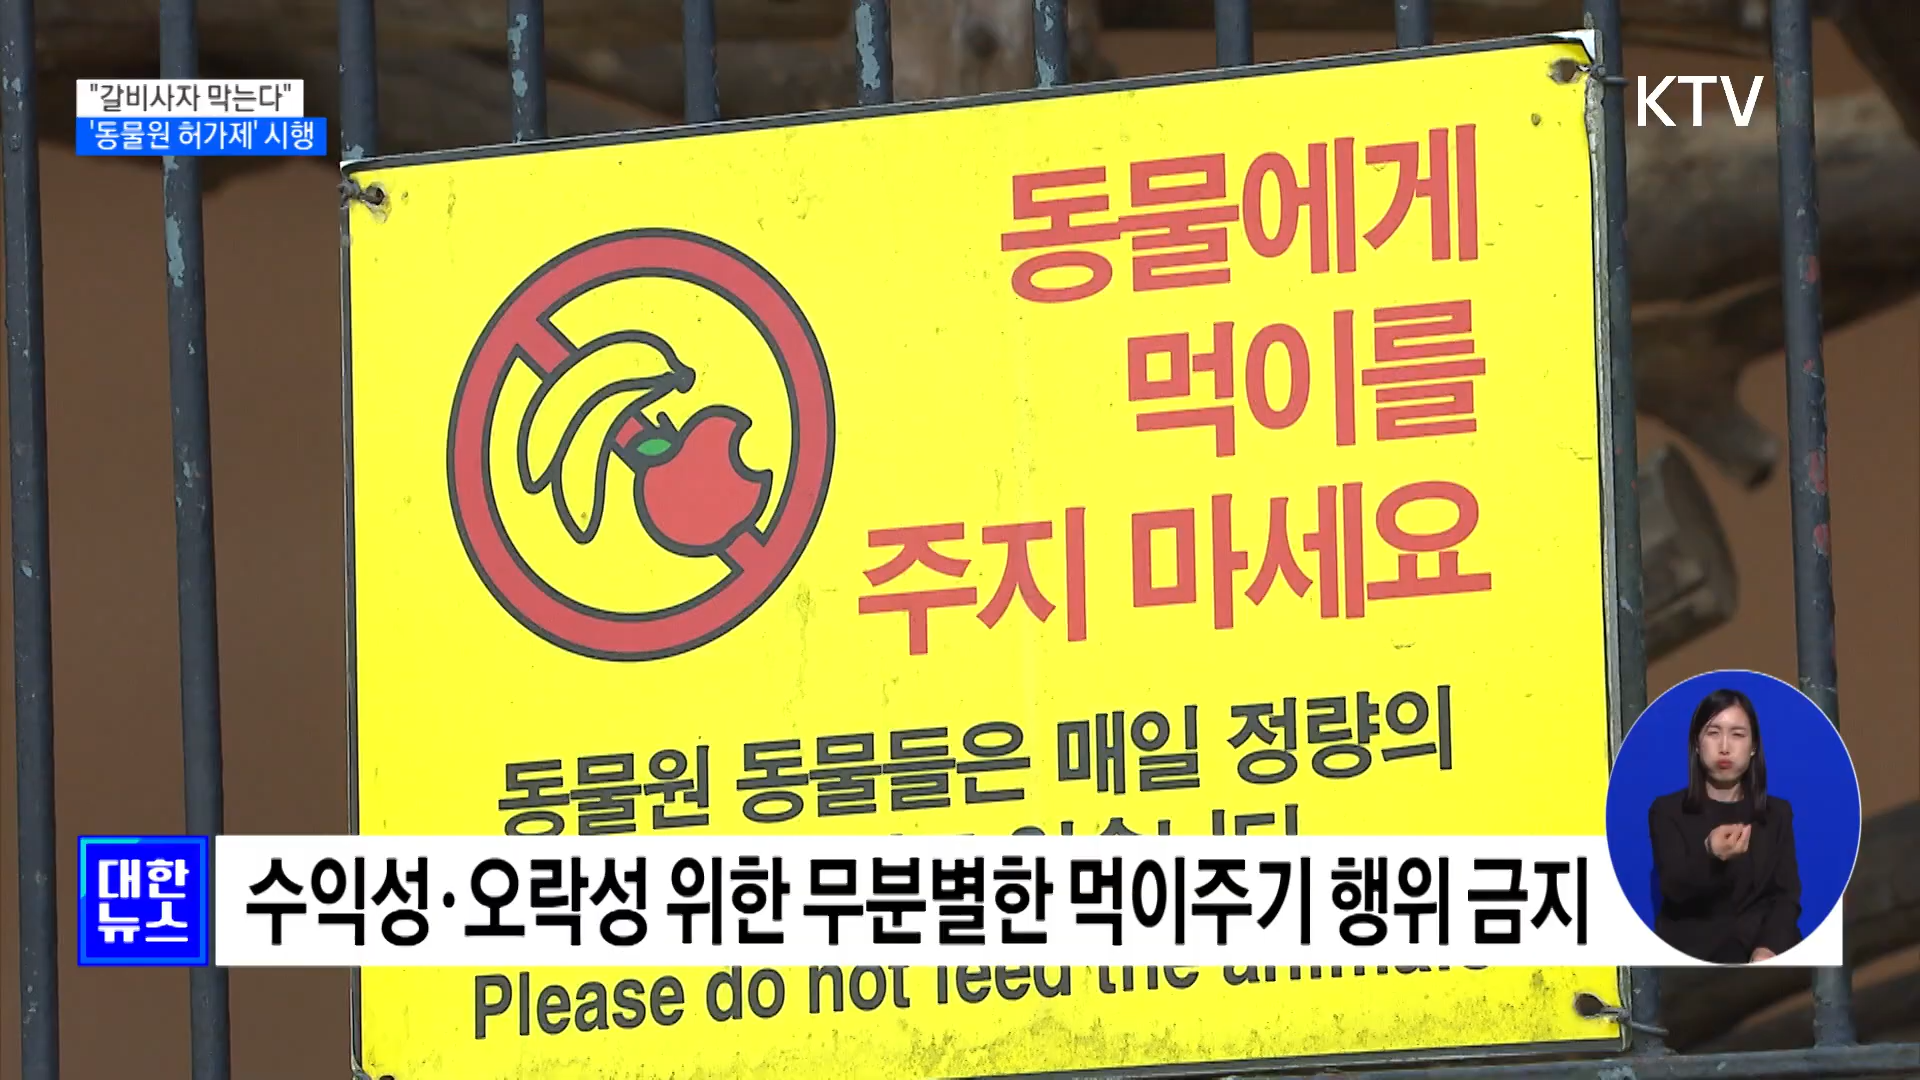 "갈비사자 막는다"
'동물원 허가제' 시행
KTV
동물에게
먹이를
주지 마세요
동물원 동물들은 매일 정량의
대한
뉴스
수익성·오락성 위한 무분별한 먹이주기 행위 금지
Please do not feed the animals